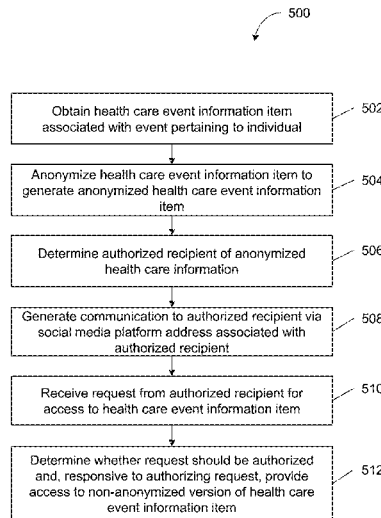 500
Obtain health care event information item
associated with event pertaining to individual
502
Anonymize health care event information item to
generate anonymized health care event information
item
504
Determine authorized recipient of anonymized
health care information
506
Generate communication to authorized recipient via
social media platform address associated with
authorized recipient
508
Receive request from authorized recipient for
access to health care event information item
510
Determine whether request should be authorized
and, responsive to authorizing request, provide
access to non-anonymized version of health care
event information item
512